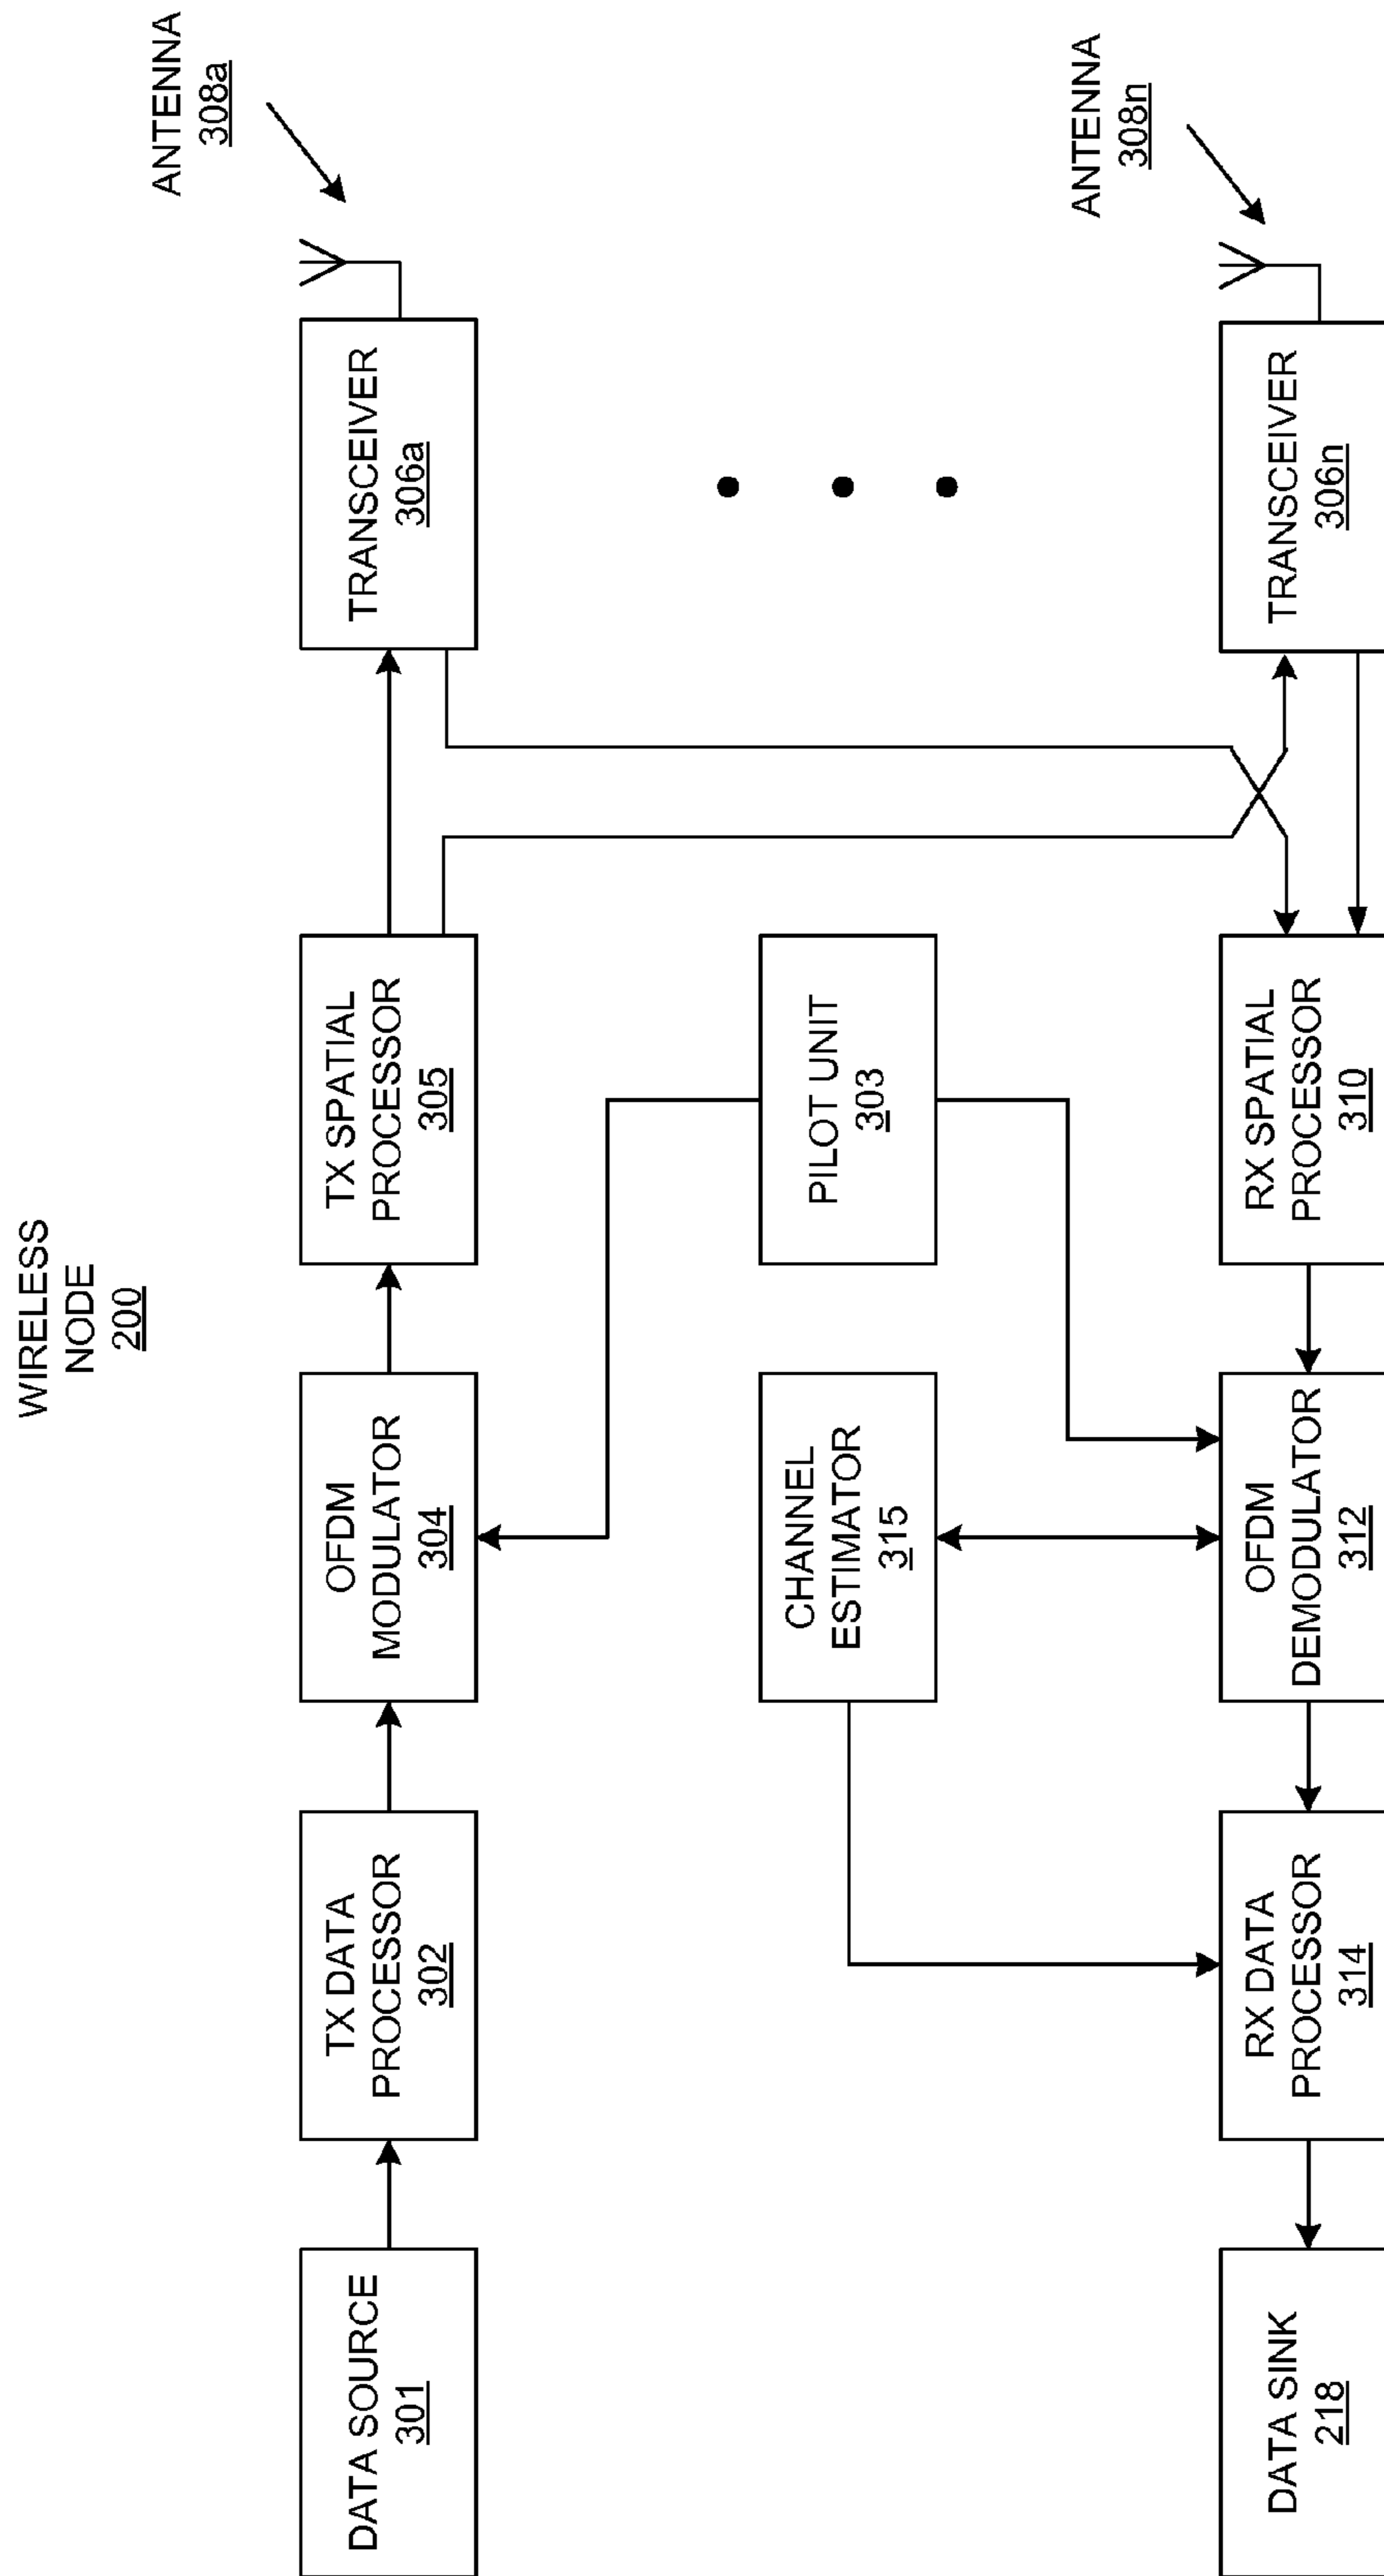 WIRELESS
NODE
200
DATA SOURCE
301
TX DATA
PROCESSOR
302
OFDM
MODULATOR
304
TX SPATIAL
PROCESSOR
305
TRANSCEIVER
306a
ANTENNA
308a
CHANNEL
ESTIMATOR
315
PILOT UNIT
303
DATA SINK
218
RX DATA
PROCESSOR
314
OFDM
DEMODULATOR
312
RX SPATIAL
PROCESSOR
310
TRANSCEIVER
306n
ANTENNA
308n